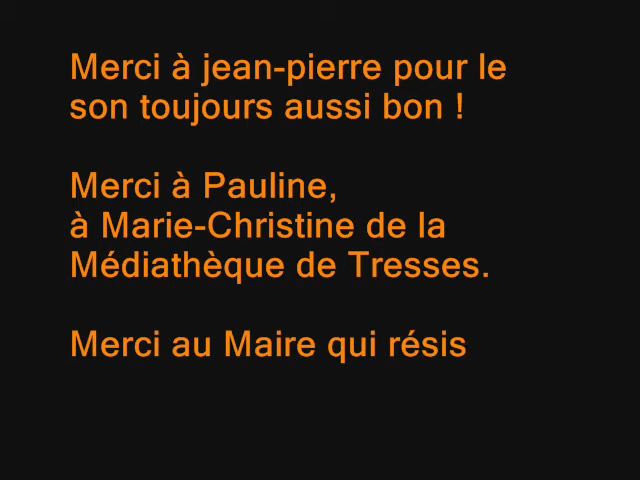 Merci à jean-pierre pour le
son toujours aussi bon !
Merci à Pauline,
à Marie-Christine de la
Médiathèque de Tresses.
Merci au Maire qui résis